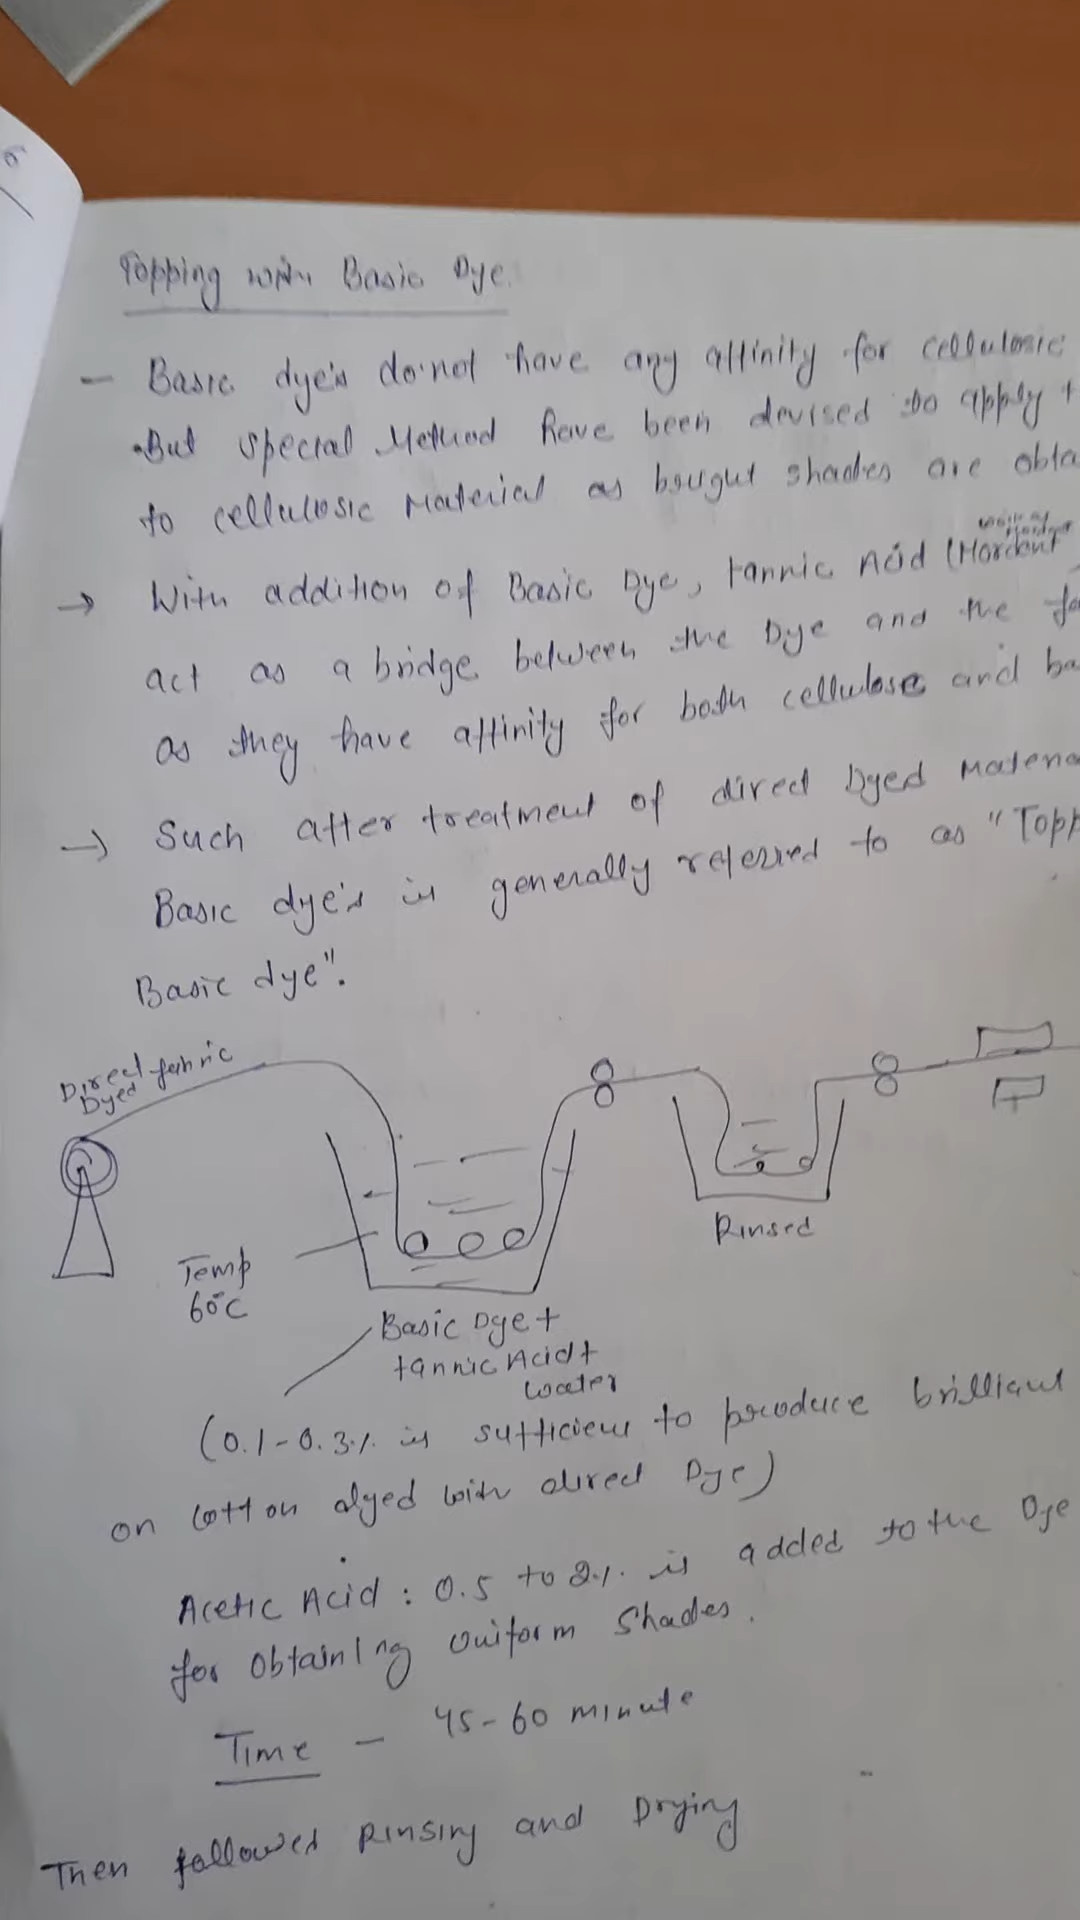 Topping with Basic Dye.
- Basic dye's do not have any affinity for cellulosic
But special Method have been devised to apply t
to cellulosic Material as bsught shades are obta
→ With addition of Basic Dye, tannic Acid (Mordent
act as a bridge between the Dye and the fa
as they have affinity for both cellulose and ba
→ Such after treatment of direct Dyed Materia
Basic dye's is generally referred to as "Topp
Basic dye".
Direct fabric
Dyed
Rinsed
Temp
60°C
Basic Dye +
tannic Acid +
water
(0.1-0.3% is sufficient to produce brilliant
on cotton dyed with direct Dye)
Acetic Acid : 0.5 to 2% is added to the Dye
for obtaining uniform shades.
Time - 45-60 minute
Then followed Rinsing and Drying